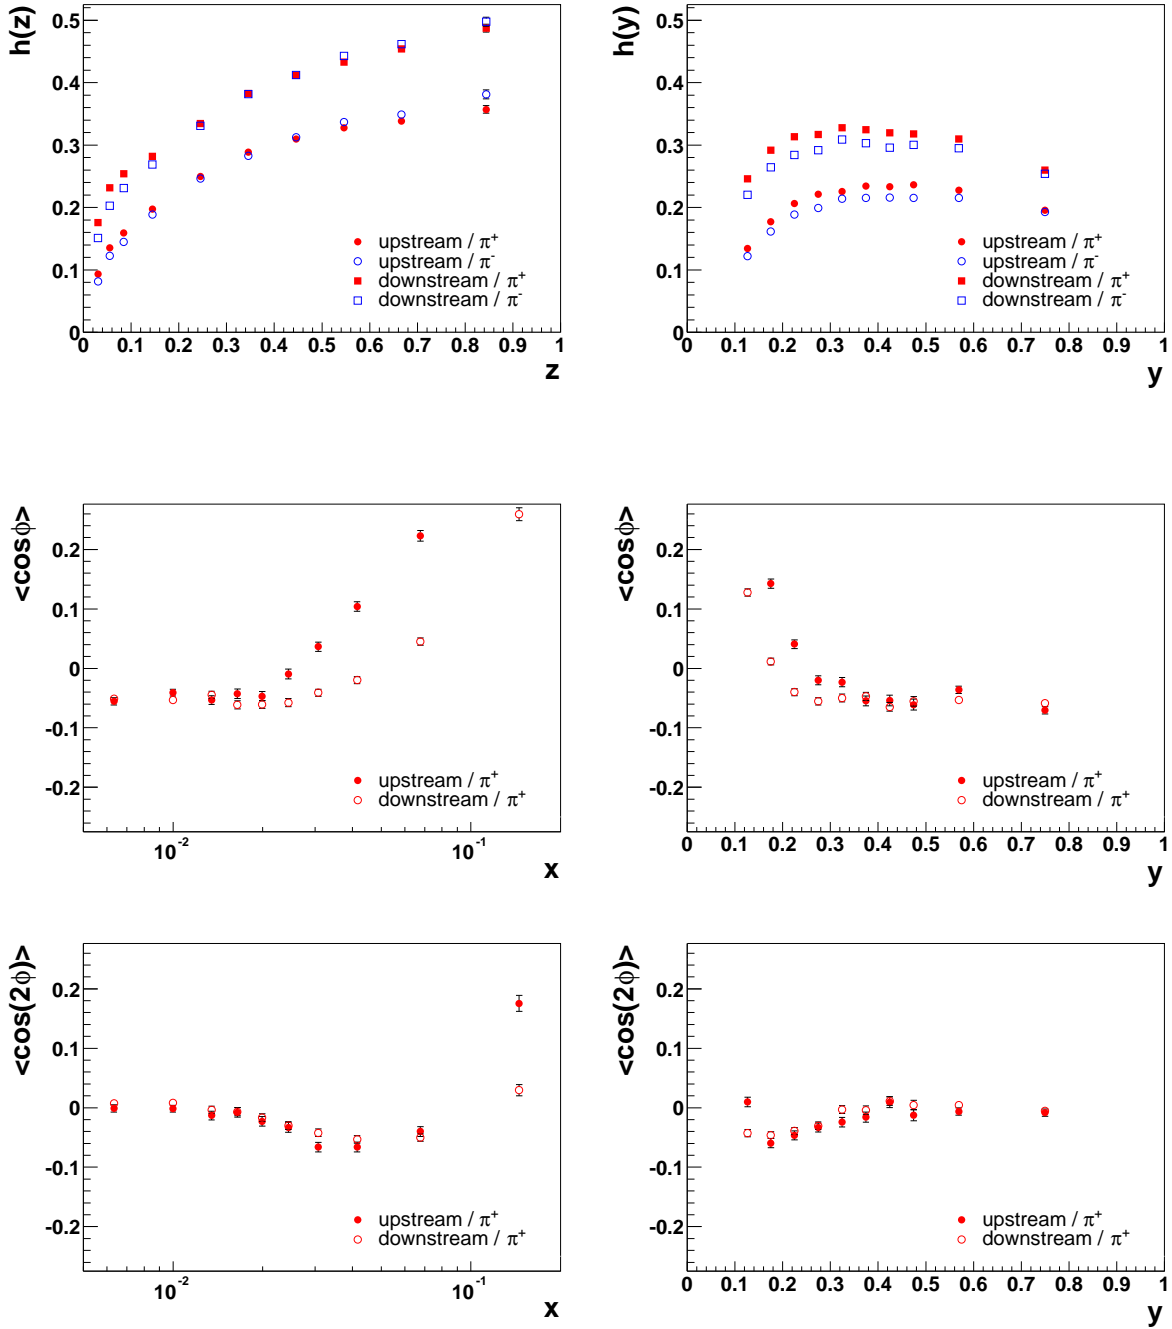 h(z)
0.5
0.4
0.3
0.2
0.1
0
upstream / π+
upstream / π-
downstream / π+
downstream / π-
0 0.1 0.2 0.3 0.4 0.5 0.6 0.7 0.8 0.9 1
z
h(y)
0.5
0.4
0.3
0.2
0.1
0
upstream / π+
upstream / π-
downstream / π+
downstream / π-
0 0.1 0.2 0.3 0.4 0.5 0.6 0.7 0.8 0.9 1
y
<cosϕ>
0.2
0.1
0
-0.1
-0.2
upstream / π+
downstream / π+
10-2 10-1
x
<cosϕ>
0.2
0.1
0
-0.1
-0.2
upstream / π+
downstream / π+
0 0.1 0.2 0.3 0.4 0.5 0.6 0.7 0.8 0.9 1
y
<cos(2ϕ)>
0.2
0.1
0
-0.1
-0.2
upstream / π+
downstream / π+
10-2 10-1
x
<cos(2ϕ)>
0.2
0.1
0
-0.1
-0.2
upstream / π+
downstream / π+
0 0.1 0.2 0.3 0.4 0.5 0.6 0.7 0.8 0.9 1
y